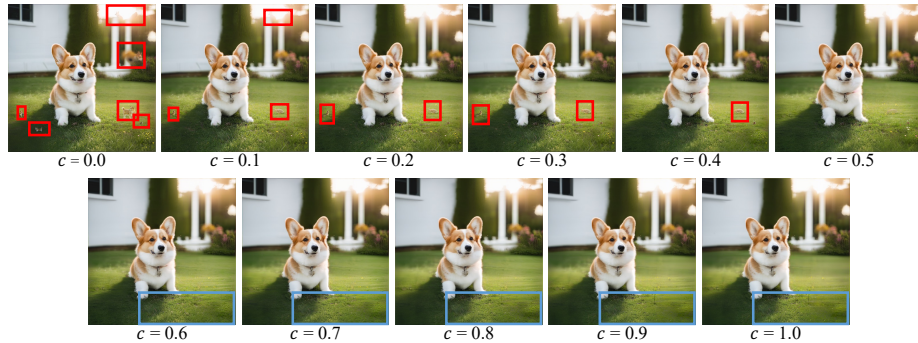 c = 0.0 c = 0.1 c = 0.2 c = 0.3 c = 0.4 c = 0.5
c = 0.6 c = 0.7 c = 0.8 c = 0.9 c = 1.0